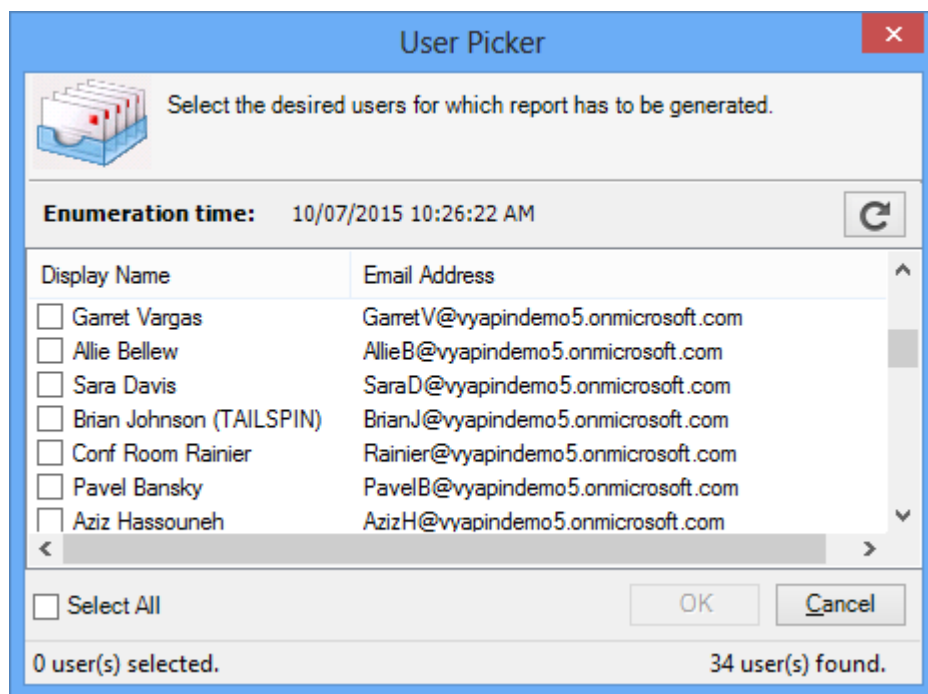 User Picker
Select the desired users for which report has to be generated.
Enumeration time: 10/07/2015 10:26:22 AM
Display Name Email Address
Garret Vargas GarretV@vyapindemo5.onmicrosoft.com
Allie Bellew AllieB@vyapindemo5.onmicrosoft.com
Sara Davis SaraD@vyapindemo5.onmicrosoft.com
Brian Johnson (TAILSPIN) BrianJ@vyapindemo5.onmicrosoft.com
Conf Room Rainier Rainier@vyapindemo5.onmicrosoft.com
Pavel Bansky PavelB@vyapindemo5.onmicrosoft.com
Aziz Hassouneh AzizH@vyapindemo5.onmicrosoft.com
Select All OK Cancel
0 user(s) selected. 34 user(s) found.